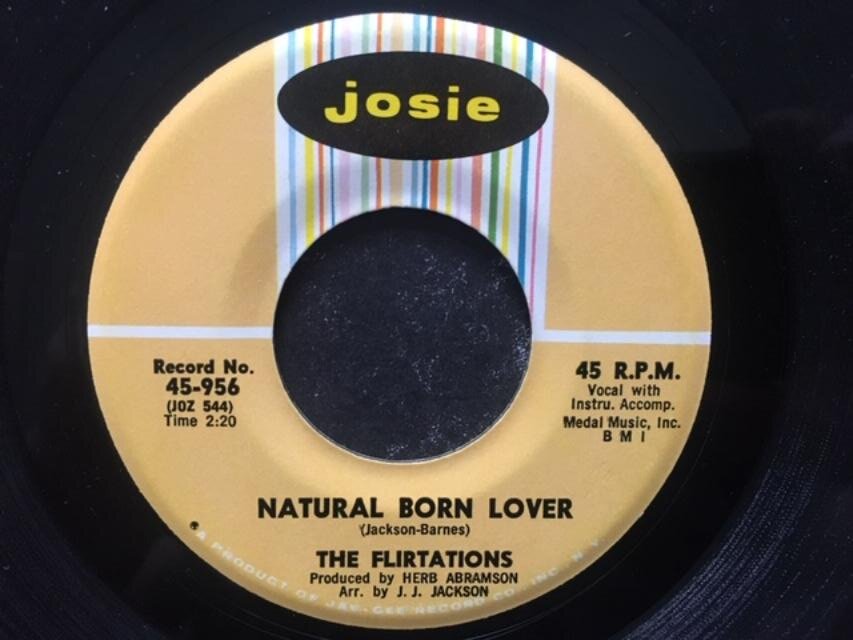 josie
Record No.
45-956
(JOZ 544)
Time 2:20
45 R.P.M.
Vocal with
Instru. Accomp.
Medal Music, Inc.
B M I
NATURAL BORN LOVER
(Jackson-Barnes)
THE FLIRTATIONS
Produced by HERB ABRAMSON
Arr. by J. J. JACKSON
A PRODUCT OF JAY-GEE RECORD CO., INC. N. Y.